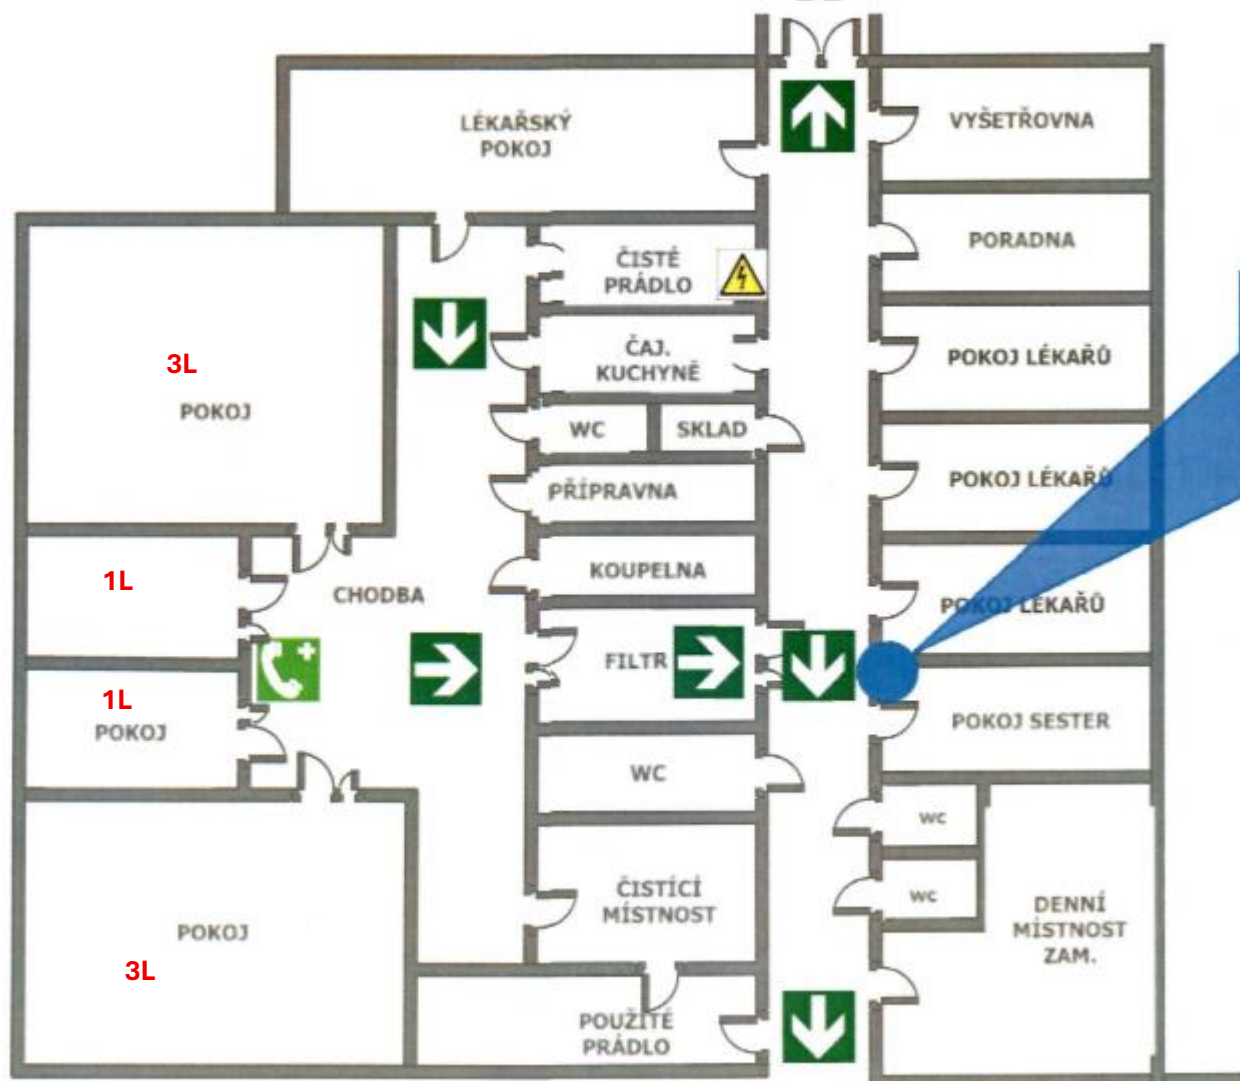 LÉKAŘSKÝ
POKOJ
VYŠETŘOVNA
PORADNA
ČISTÉ
PRÁDLO
3L
POKOJ
ČAJ.
KUCHYNĚ
POKOJ LÉKAŘŮ
WC
SKLAD
PŘÍPRAVNA
POKOJ LÉKAŘŮ
1L
CHODBA
KOUPELNA
POKOJ LÉKAŘŮ
FILTR
1L
POKOJ
POKOJ SESTER
WC
wc
wc
ČISTÍCÍ
MÍSTNOST
POKOJ
3L
DENNÍ
MÍSTNOST
ZAM.
POUŽITÉ
PRÁDLO